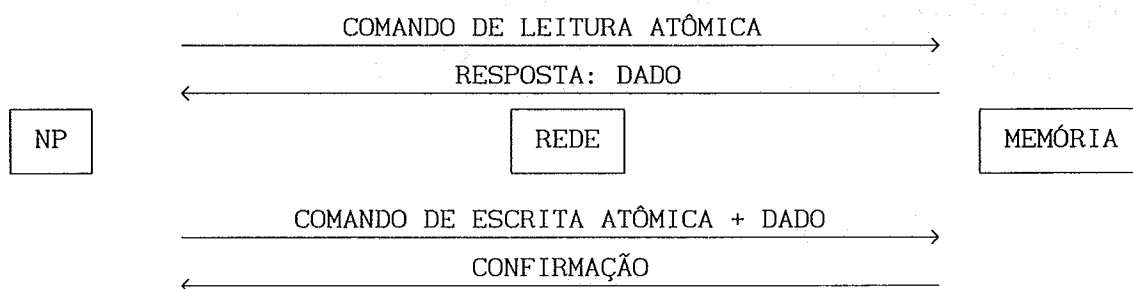 COMANDO DE LEITURA ATÔMICA
RESPOSTA: DADO
NP REDE MEMÓRIA
COMANDO DE ESCRITA ATÔMICA + DADO
CONFIRMAÇÃO